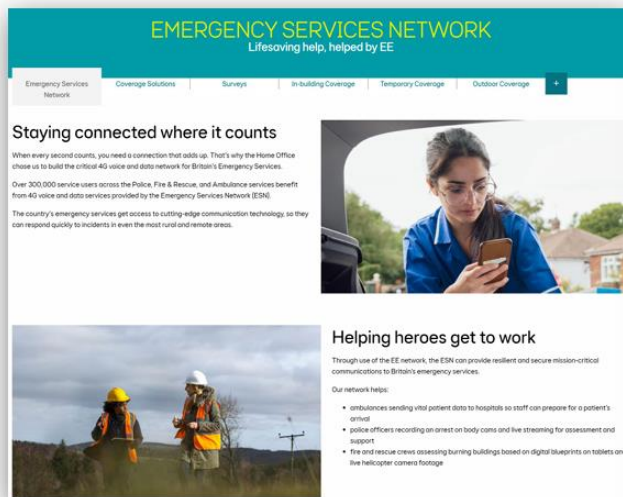 EMERGENCY SERVICES NETWORK
Lifesaving help, helped by EE
Emergency Services
Network
Coverage Solutions
Surveys
In-building Coverage
Temporary Coverage
Outdoor Coverage
+
Staying connected where it counts
When every second counts, you need a connection that adds up. That's why the Home Office
chose us to build the critical 4G voice and data network for Britain's Emergency Services.
Over 300,000 service users across the Police, Fire & Rescue, and Ambulance services benefit
from 4G voice and data services provided by the Emergency Services Network (ESN).
The country's emergency services get access to cutting-edge communication technology, so they
can respond quickly to incidents in even the most rural and remote areas.
Helping heroes get to work
Through use of the EE network, the ESN can provide resilient and secure mission-critical
communications to Britain's emergency services.
Our network helps:
• ambulances sending vital patient data to hospitals so staff can prepare for a patient's
arrival
• police officers recording an arrest on body cams and live streaming for assessment and
support
• fire and rescue crews assessing burning buildings based on digital blueprints on tablets and
live helicopter camera footage